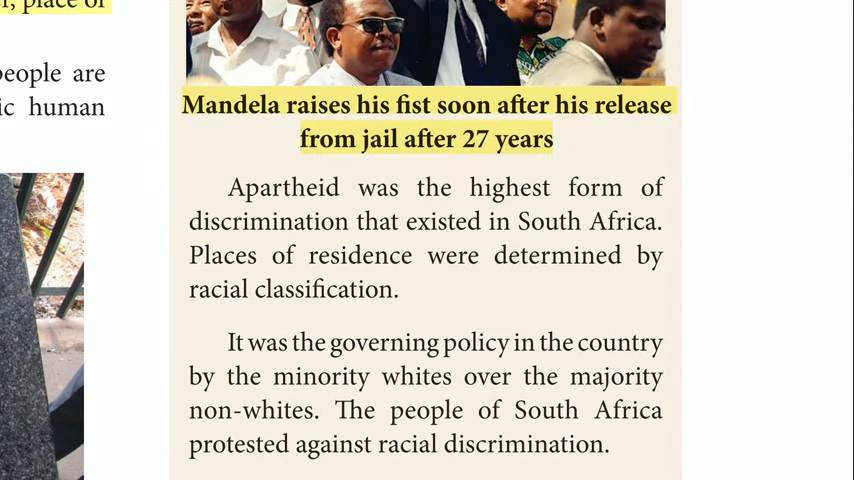 place of
people are
human
Mandela raises his fist soon after his release
from jail after 27 years
Apartheid was the highest form of
discrimination that existed in South Africa.
Places of residence were determined by
racial classification.
It was the governing policy in the country
by the minority whites over the majority
non-whites. The people of South Africa
protested against racial discrimination.